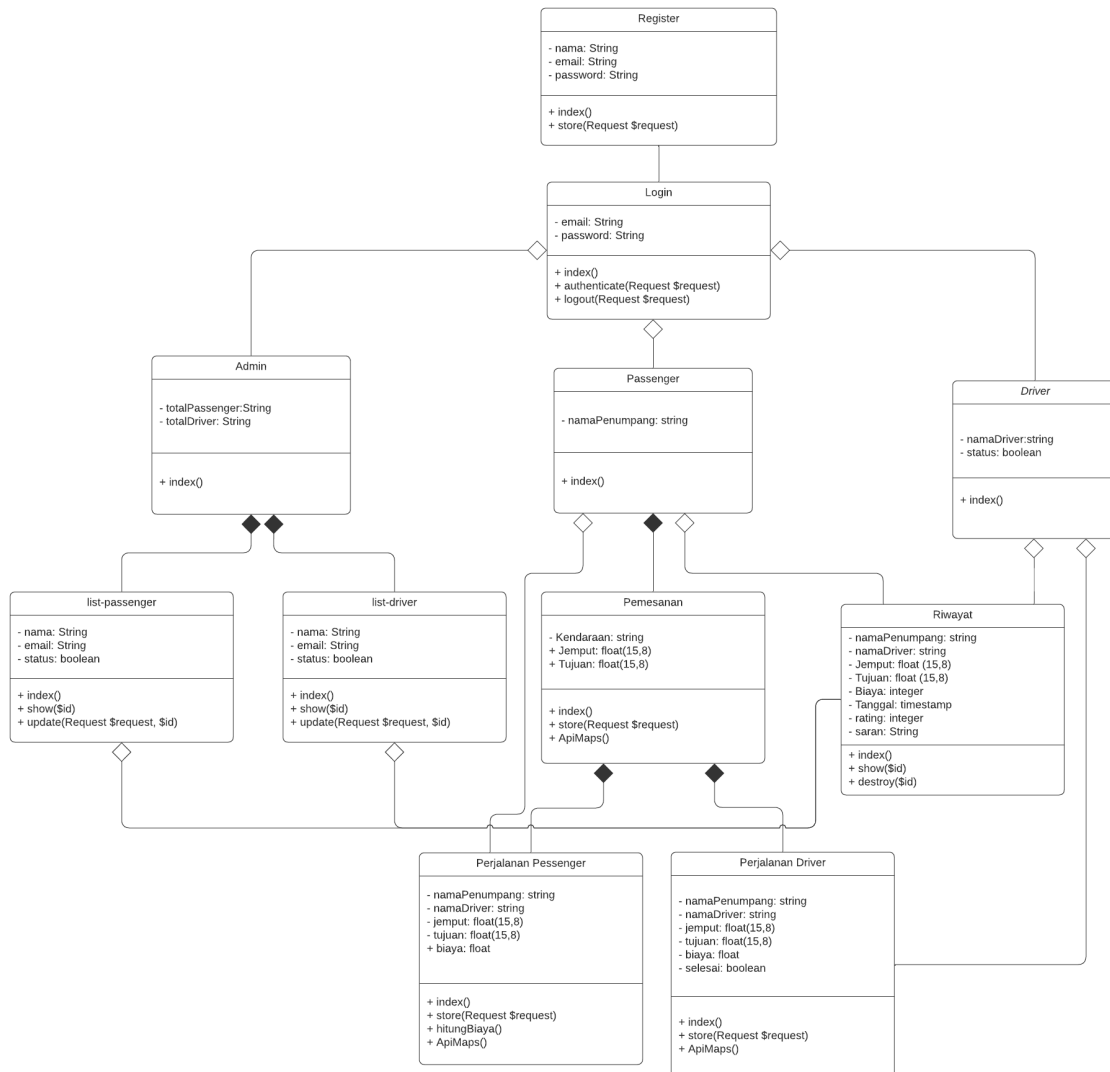 Register
- nama: String
- email: String
- password: String
+ index()
+ store(Request $request)
Login
- email: String
- password: String
+ index()
+ authenticate(Request $request)
+ logout(Request $request)
Admin
- totalPassenger:String
- totalDriver: String
+ index()
Passenger
- namaPenumpang: string
+ index()
Driver
- namaDriver:string
- status: boolean
+ index()
list-passenger
- nama: String
- email: String
- status: boolean
+ index()
+ show($id)
+ update(Request $request, $id)
list-driver
- nama: String
- email: String
- status: boolean
+ index()
+ show($id)
+ update(Request $request, $id)
Pemesanan
- Kendaraan: string
+ Jemput: float(15,8)
+ Tujuan: float(15,8)
+ index()
+ store(Request $request)
+ ApiMaps()
Riwayat
- namaPenumpang: string
- namaDriver: string
- Jemput: float (15,8)
- Tujuan: float (15,8)
- Biaya: integer
- Tanggal: timestamp
- rating: integer
- saran: String
+ index()
+ show($id)
+ destroy($id)
Perjalanan Pessenger
- namaPenumpang: string
- namaDriver: string
- jemput: float(15,8)
- tujuan: float(15,8)
+ biaya: float
+ index()
+ store(Request $request)
+ hitungBiaya()
+ ApiMaps()
Perjalanan Driver
- namaPenumpang: string
- namaDriver: string
- jemput: float(15,8)
- tujuan: float(15,8)
- biaya: float
- selesai: boolean
+ index()
+ store(Request $request)
+ ApiMaps()